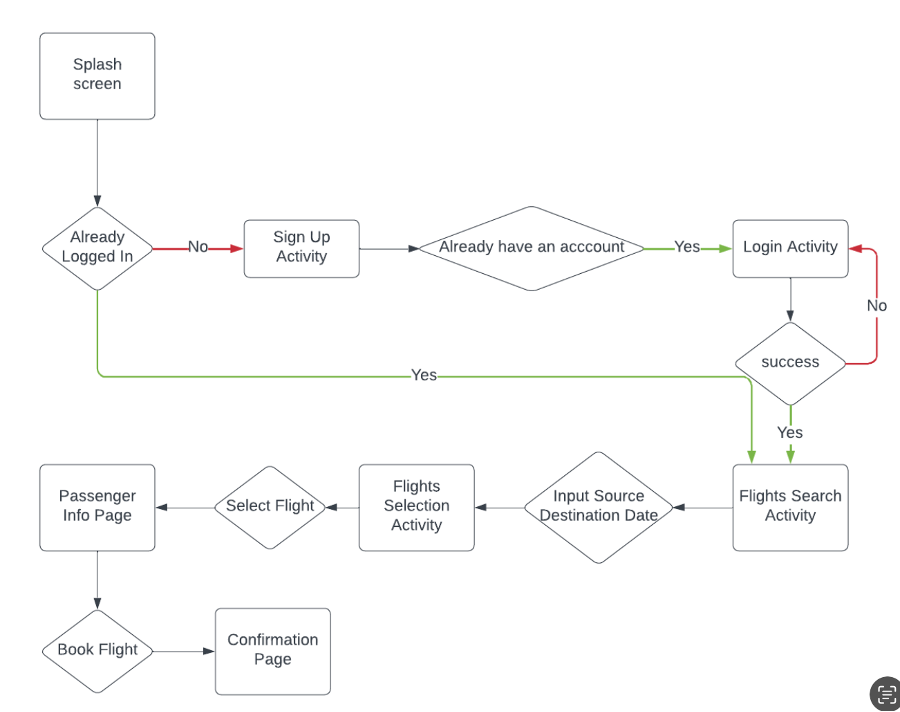 Splash
screen
Already
Logged In
No
Sign Up
Activity
Already have an acccount
Yes
Login Activity
No
success
Yes
Yes
Flights Search
Activity
Input Source
Destination Date
Flights
Selection
Activity
Select Flight
Passenger
Info Page
Book Flight
Confirmation
Page